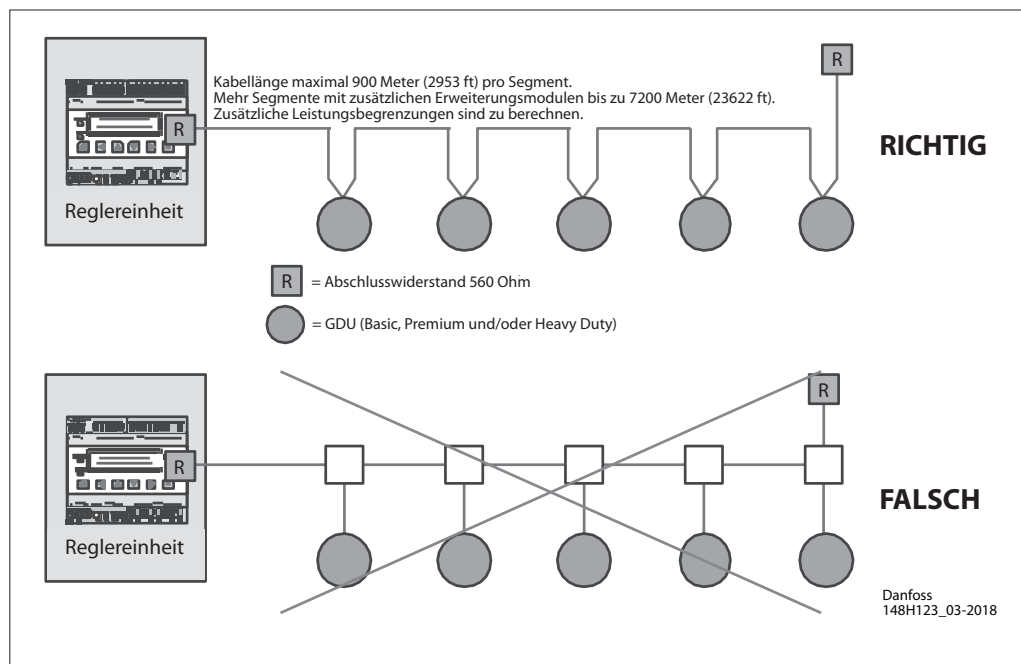 Kabellänge maximal 900 Meter (2953 ft) pro Segment.
Mehr Segmente mit zusätzlichen Erweiterungsmodulen bis zu 7200 Meter (23622 ft).
Zusätzliche Leistungsbegrenzungen sind zu berechnen.
R
R
RICHTIG
Reglereinheit
R = Abschlusswiderstand 560 Ohm
= GDU (Basic, Premium und/oder Heavy Duty)
R
R
FALSCH
Reglereinheit
Danfoss
148H123_03-2018